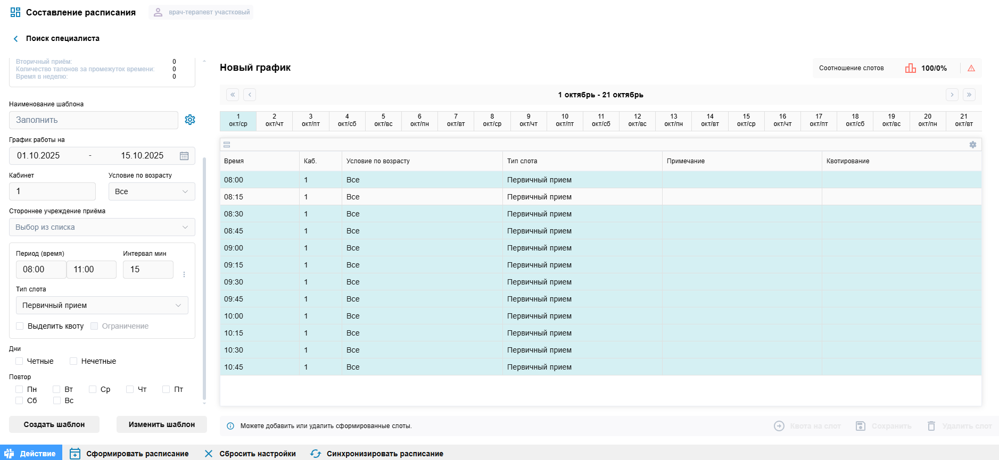 Составление расписания
врач-терапевт участковый
Поиск специалиста
Вторичный приём: 0
Количество талонов за промежуток времени: 0
Время в неделю: 0
Наименование шаблона
Заполнить
График работы на
01.10.2025 - 15.10.2025
Кабинет Условие по возрасту
1 Все
Стороннее учреждение приёма
Выбор из списка
Период (время) Интервал мин
08:00 11:00 15
Тип слота
Первичный прием
Выделить квоту Ограничение
Дни
Четные Нечетные
Повтор
Пн Вт Ср Чт Пт
Сб Вс
Создать шаблон Изменить шаблон
Новый график
Соотношение слотов 100/0%
1 октябрь - 21 октябрь
1 2 3 4 5 6 7 8 9 10 11 12 13 14 15 16 17 18 19 20 21
окт/ср окт/чт окт/пт окт/сб окт/вс окт/пн окт/вт окт/ср окт/чт окт/пт окт/сб окт/вс окт/пн окт/вт окт/ср окт/чт окт/пт окт/сб окт/вс окт/пн окт/вт
Время Каб. Условие по возрасту Тип слота Примечание Квотирование
08:00 1 Все Первичный прием
08:15 1 Все Первичный прием
08:30 1 Все Первичный прием
08:45 1 Все Первичный прием
09:00 1 Все Первичный прием
09:15 1 Все Первичный прием
09:30 1 Все Первичный прием
09:45 1 Все Первичный прием
10:00 1 Все Первичный прием
10:15 1 Все Первичный прием
10:30 1 Все Первичный прием
10:45 1 Все Первичный прием
Можете добавить или удалить сформированные слоты.
Квота на слот Сохранить Удалить слот
Действие Сформировать расписание Сбросить настройки Синхронизировать расписание